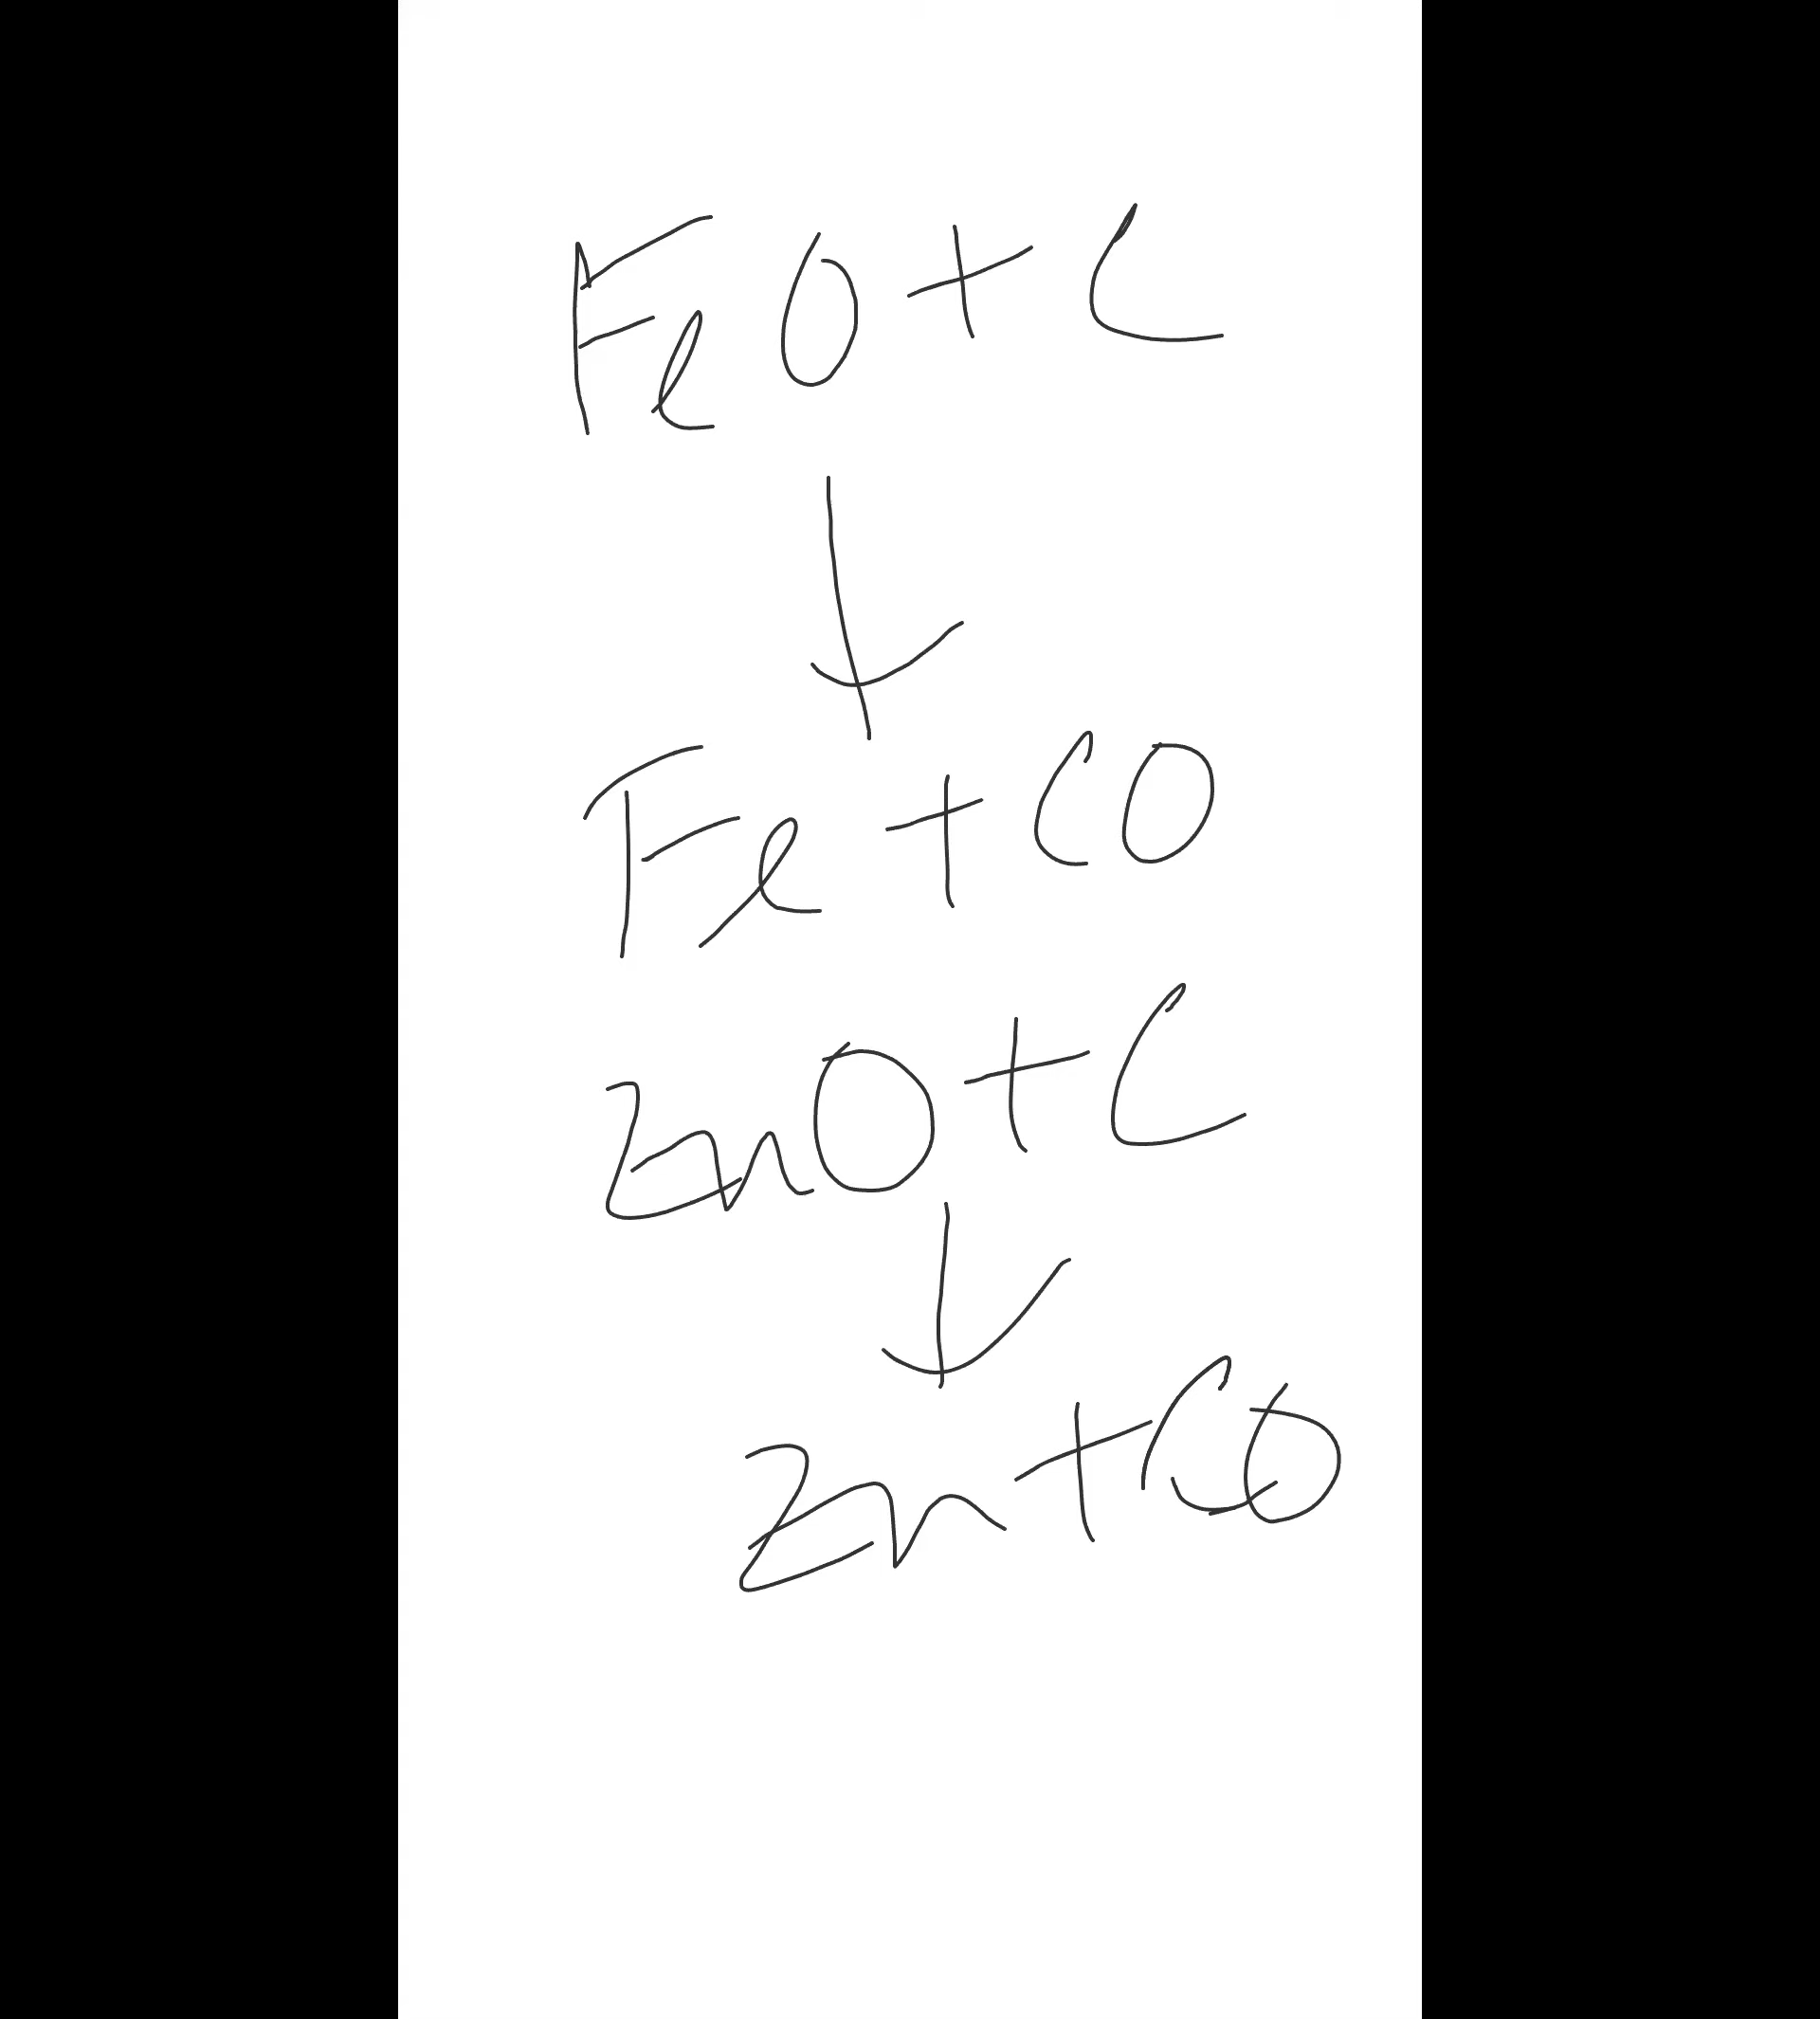 FeO + C
↓
Fe + CO
ZnO + C
↓
Zn + CO